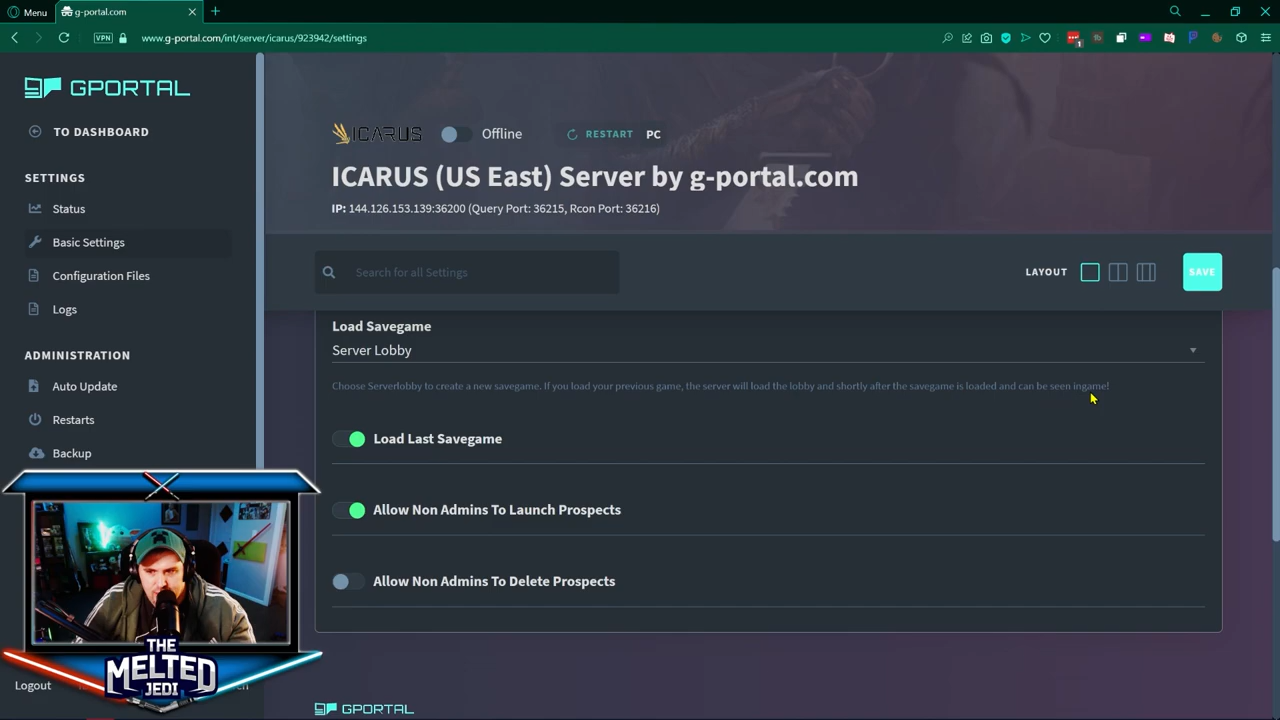 Menu
g-portal.com
VPN
www.g-portal.com/int/server/icarus/923942/settings
1
GPORTAL
TO DASHBOARD
SETTINGS
Status
Basic Settings
Configuration Files
Logs
ADMINISTRATION
Auto Update
Restarts
Backup
Logout
ICARUS
Offline
RESTART
PC
ICARUS (US East) Server by g-portal.com
IP: 144.126.153.139:36200 (Query Port: 36215, Rcon Port: 36216)
Search for all Settings
LAYOUT
SAVE
Load Savegame
Server Lobby
Choose Serverlobby to create a new savegame. If you load your previous game, the server will load the lobby and shortly after the savegame is loaded and can be seen ingame!
Load Last Savegame
Allow Non Admins To Launch Prospects
Allow Non Admins To Delete Prospects
GPORTAL
THE
MELTED
JEDI